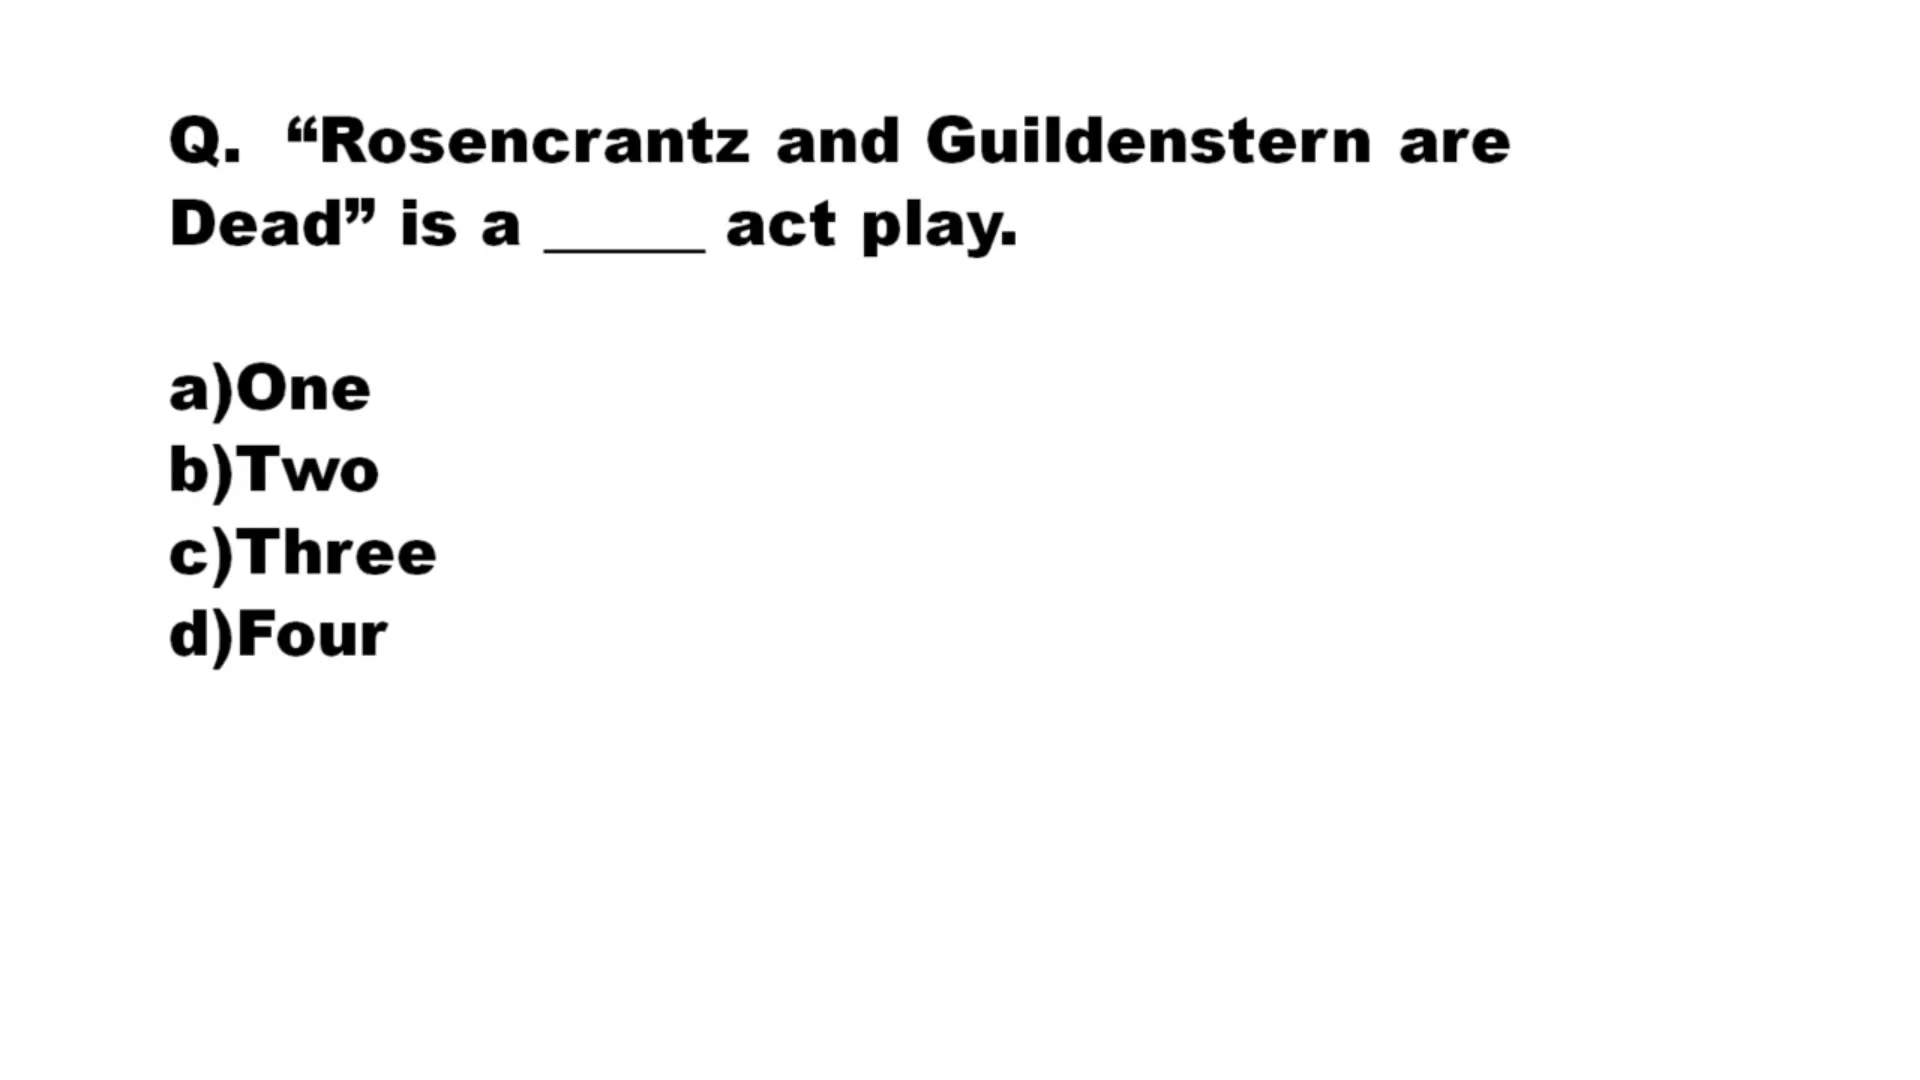 Q. “Rosencrantz and Guildenstern are
Dead” is a _____ act play.
a)One
b)Two
c)Three
d)Four